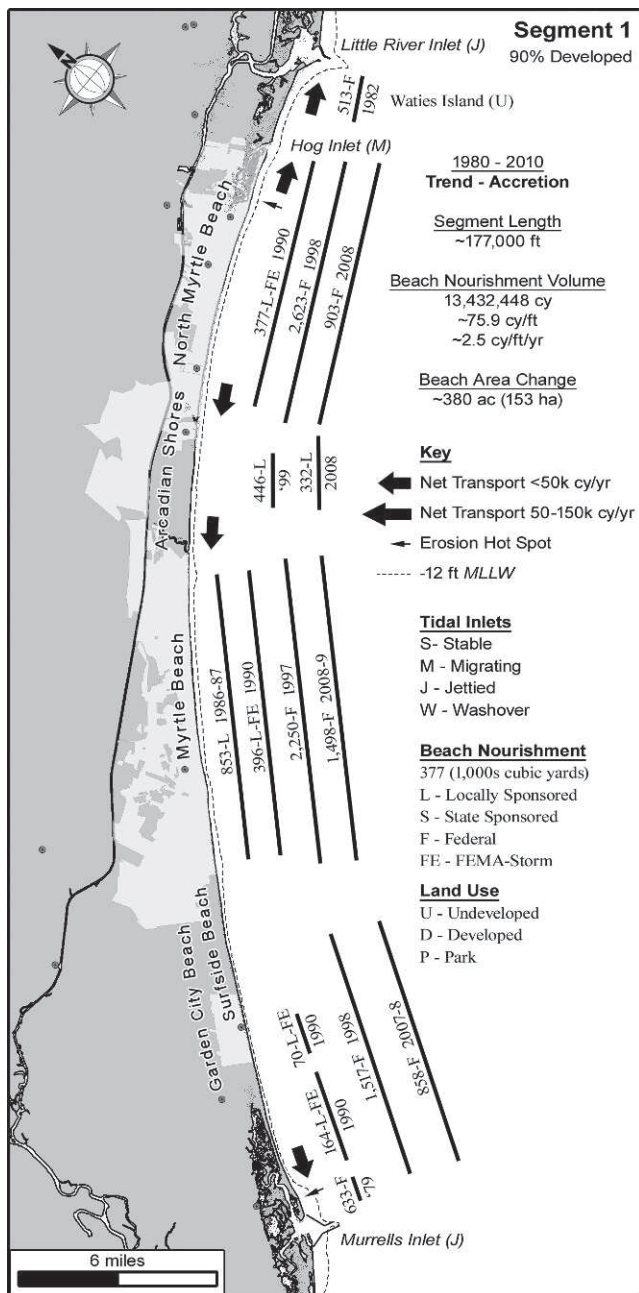 Segment 1
90% Developed
Little River Inlet (J)
N
513-F
1982
Waties Island (U)
Hog Inlet (M)
1980 - 2010
Trend - Accretion
Segment Length
~177,000 ft
Beach Nourishment Volume
13,432,448 cy
~75.9 cy/ft
~2.5 cy/ft/yr
Beach Area Change
~380 ac (153 ha)
North Myrtle Beach
377-L-FE 1990
2,623-F 1998
903-F 2008
Arcadian Shores
446-L
'99
332-L
2008
Key
Net Transport <50k cy/yr
Net Transport 50-150k cy/yr
Erosion Hot Spot
-12 ft MLLW
Myrtle Beach
853-L 1986-87
396-L-FE 1990
2,250-F 1997
1,498-F 2008-9
Tidal Inlets
S- Stable
M - Migrating
J - Jettied
W - Washover
Beach Nourishment
377 (1,000s cubic yards)
L - Locally Sponsored
S - State Sponsored
F - Federal
FE - FEMA-Storm
Land Use
U - Undeveloped
D - Developed
P - Park
Garden City Beach
Surfside Beach
70-L-FE
1990
164-L-FE
1990
1,517-F 1998
858-F 2007-8
633-F
'79
Murrells Inlet (J)
6 miles